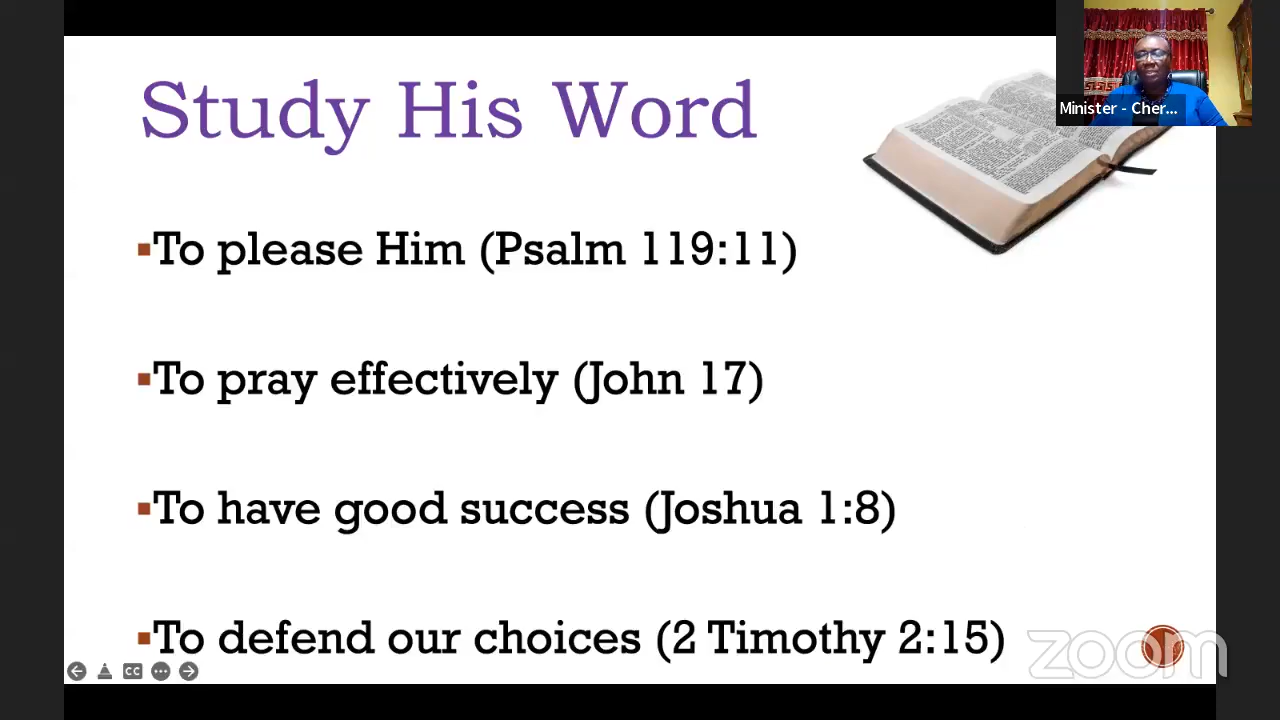 Study His Word
Minister - Cher...
▪To please Him (Psalm 119:11)
▪To pray effectively (John 17)
▪To have good success (Joshua 1:8)
▪To defend our choices (2 Timothy 2:15)
CC
zoom